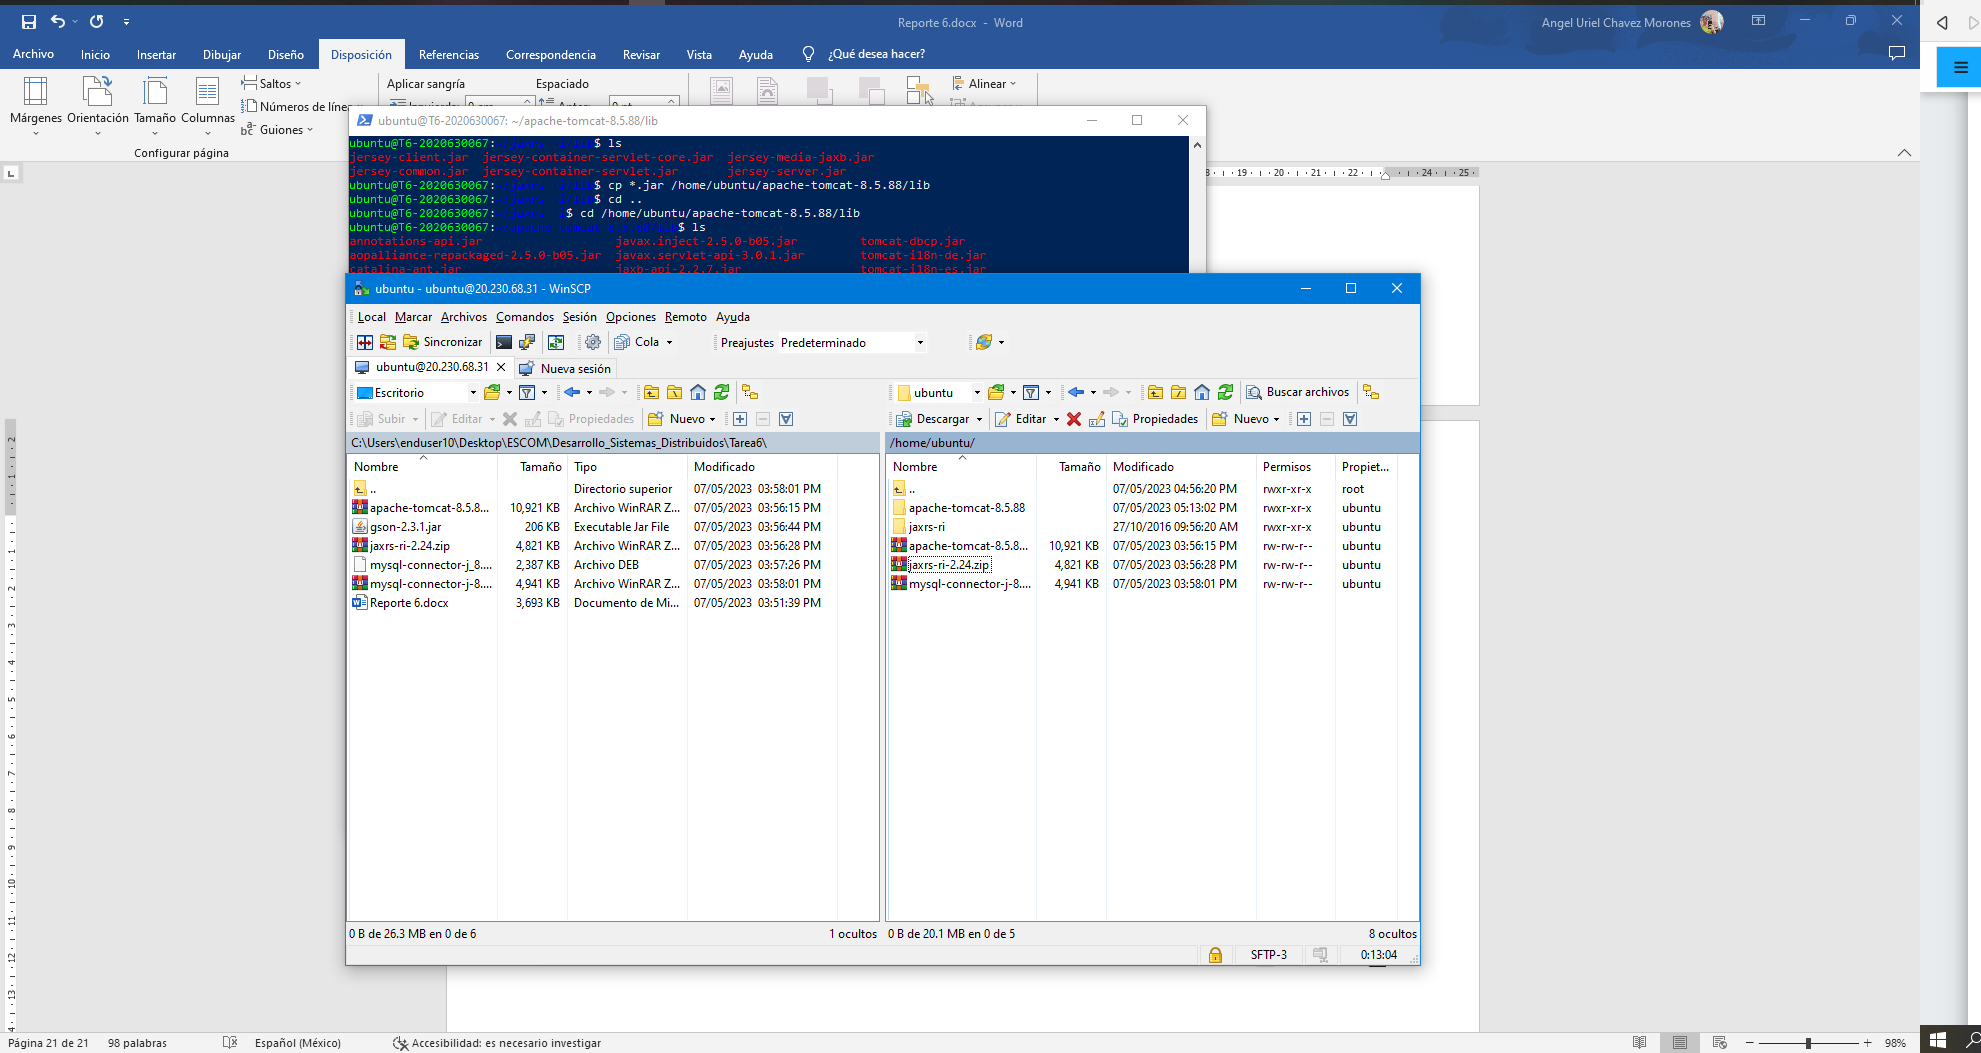 Reporte 6.docx - Word
Angel Uriel Chavez Morones
Archivo Inicio Insertar Dibujar Diseño Disposición Referencias Correspondencia Revisar Vista Ayuda ¿Qué desea hacer?
Márgenes Orientación Tamaño Columnas
Saltos
Números de línea
Guiones
Configurar página
Aplicar sangría Espaciado
Alinear
ubuntu@T6-2020630067: ~/apache-tomcat-8.5.88/lib
ubuntu@T6-2020630067: $ ls
jersey-client.jar jersey-container-servlet-core.jar jersey-media-jaxb.jar
jersey-common.jar jersey-container-servlet.jar jersey-server.jar
ubuntu@T6-2020630067: $ cp *.jar /home/ubuntu/apache-tomcat-8.5.88/lib
ubuntu@T6-2020630067: $ cd ..
ubuntu@T6-2020630067: $ cd /home/ubuntu/apache-tomcat-8.5.88/lib
ubuntu@T6-2020630067: $ ls
annotations-api.jar javax.inject-2.5.0-b05.jar tomcat-dbcp.jar
aopalliance-repackaged-2.5.0-b05.jar javax.servlet-api-3.0.1.jar tomcat-i18n-de.jar
catalina-ant.jar jaxb-api-2.2.7.jar tomcat-i18n-es.jar
19 20 21 22 24 25
ubuntu - ubuntu@20.230.68.31 - WinSCP
Local Marcar Archivos Comandos Sesión Opciones Remoto Ayuda
Sincronizar Cola Preajustes Predeterminado
ubuntu@20.230.68.31 Nueva sesión
Escritorio
ubuntu Buscar archivos
Subir Editar Propiedades Nuevo
Descargar Editar Propiedades Nuevo
C:\Users\enduser10\Desktop\ESCOM\Desarrollo_Sistemas_Distribuidos\Tarea6\
Nombre Tamaño Tipo Modificado
.. Directorio superior 07/05/2023 03:58:01 PM
apache-tomcat-8.5.8... 10,921 KB Archivo WinRAR Z... 07/05/2023 03:56:15 PM
gson-2.3.1.jar 206 KB Executable Jar File 07/05/2023 03:56:44 PM
jaxrs-ri-2.24.zip 4,821 KB Archivo WinRAR Z... 07/05/2023 03:56:28 PM
mysql-connector-j_8.... 2,387 KB Archivo DEB 07/05/2023 03:57:26 PM
mysql-connector-j-8.... 4,941 KB Archivo WinRAR Z... 07/05/2023 03:58:01 PM
Reporte 6.docx 3,693 KB Documento de Mi... 07/05/2023 03:51:39 PM
0 B de 26.3 MB en 0 de 6 1 ocultos
/home/ubuntu/
Nombre Tamaño Modificado Permisos Propiet...
.. 07/05/2023 04:56:20 PM rwxr-xr-x root
apache-tomcat-8.5.88 07/05/2023 05:13:02 PM rwxr-xr-x ubuntu
jaxrs-ri 27/10/2016 09:56:20 AM rwxr-xr-x ubuntu
apache-tomcat-8.5.8... 10,921 KB 07/05/2023 03:56:15 PM rw-rw-r-- ubuntu
jaxrs-ri-2.24.zip 4,821 KB 07/05/2023 03:56:28 PM rw-rw-r-- ubuntu
mysql-connector-j-8.... 4,941 KB 07/05/2023 03:58:01 PM rw-rw-r-- ubuntu
0 B de 20.1 MB en 0 de 5 8 ocultos
SFTP-3 0:13:04
Página 21 de 21 98 palabras Español (México) Accesibilidad: es necesario investigar
98%